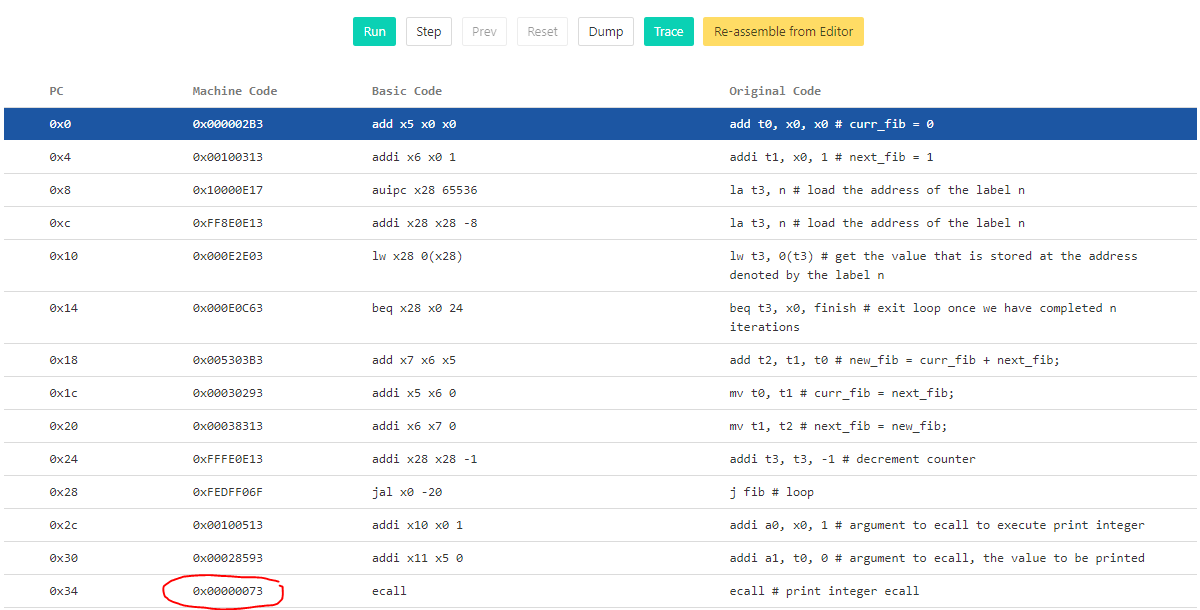 Run Step Prev Reset Dump Trace Re-assemble from Editor
PC Machine Code Basic Code Original Code
0x0 0x000002B3 add x5 x0 x0 add t0, x0, x0 # curr_fib = 0
0x4 0x00100313 addi x6 x0 1 addi t1, x0, 1 # next_fib = 1
0x8 0x10000E17 auipc x28 65536 la t3, n # load the address of the label n
0xc 0xFF8E0E13 addi x28 x28 -8 la t3, n # load the address of the label n
0x10 0x000E2E03 lw x28 0(x28) lw t3, 0(t3) # get the value that is stored at the address
denoted by the label n
0x14 0x000E0C63 beq x28 x0 24 beq t3, x0, finish # exit loop once we have completed n
iterations
0x18 0x005303B3 add x7 x6 x5 add t2, t1, t0 # new_fib = curr_fib + next_fib;
0x1c 0x00030293 addi x5 x6 0 mv t0, t1 # curr_fib = next_fib;
0x20 0x00038313 addi x6 x7 0 mv t1, t2 # next_fib = new_fib;
0x24 0xFFFE0E13 addi x28 x28 -1 addi t3, t3, -1 # decrement counter
0x28 0xFEDFF06F jal x0 -20 j fib # loop
0x2c 0x00100513 addi x10 x0 1 addi a0, x0, 1 # argument to ecall to execute print integer
0x30 0x00028593 addi x11 x5 0 addi a1, t0, 0 # argument to ecall, the value to be printed
0x34 0x00000073 ecall ecall # print integer ecall